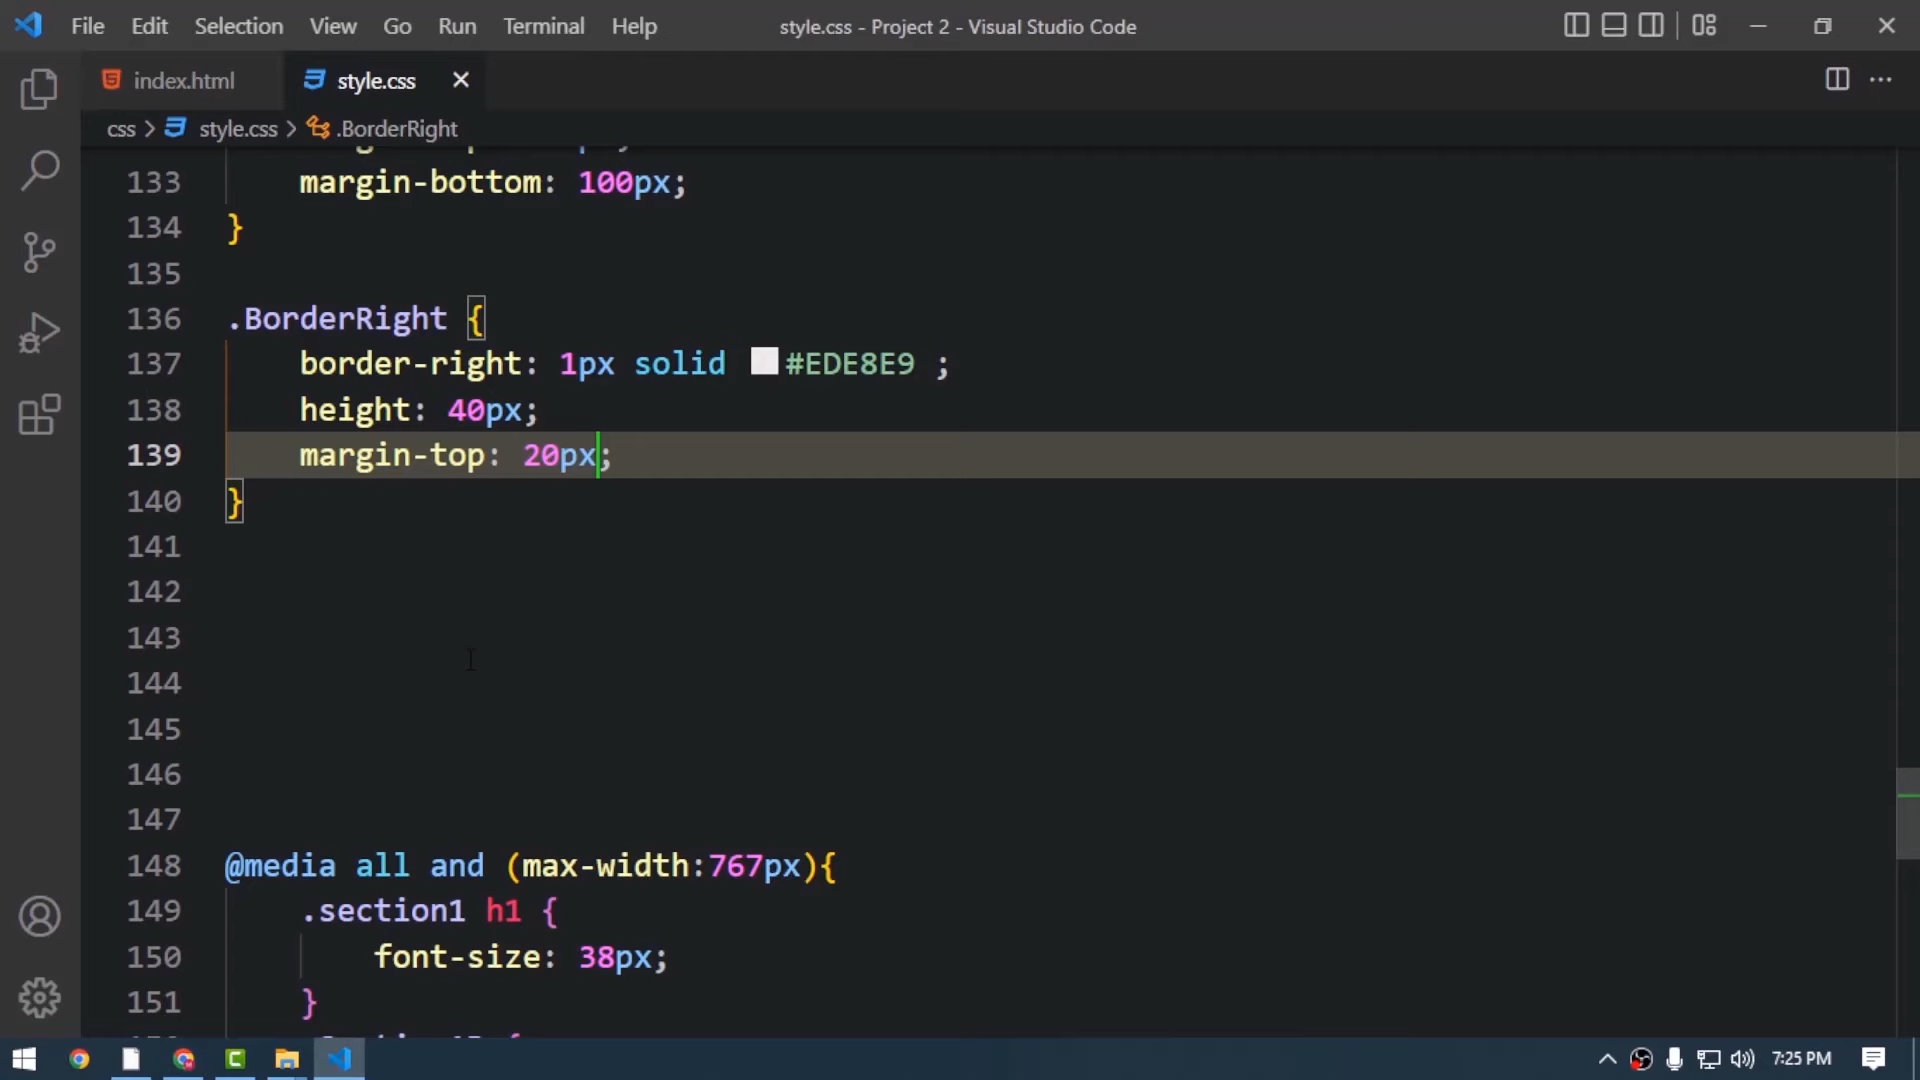 File Edit Selection View Go Run Terminal Help
style.css - Project 2 - Visual Studio Code
index.html
style.css
css > style.css > .BorderRight
133 margin-bottom: 100px;
134 }
135
136 .BorderRight {
137 border-right: 1px solid #EDE8E9 ;
138 height: 40px;
139 margin-top: 20px;
140 }
141
142
143
144
145
146
147
148 @media all and (max-width:767px){
149 .section1 h1 {
150 font-size: 38px;
151 }
7:25 PM